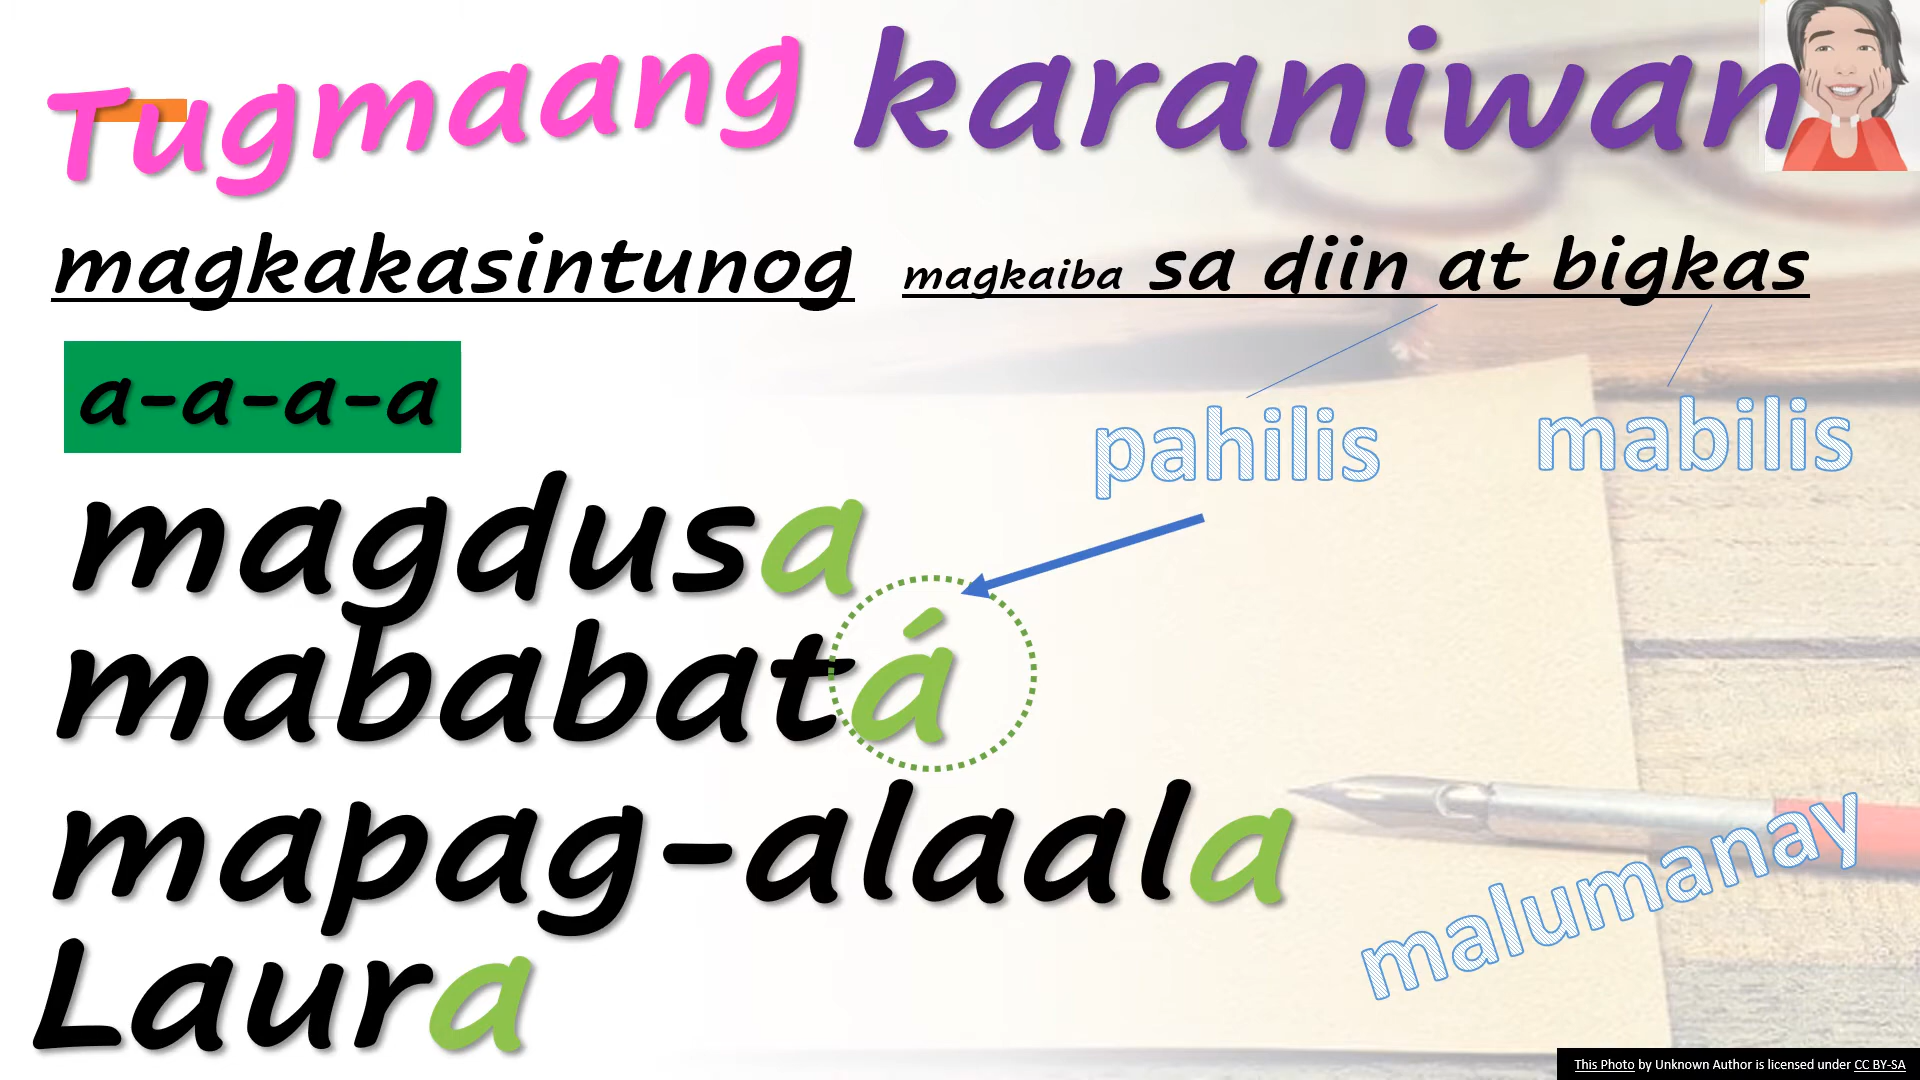 Tugmaang karaniwan
magkakasintunog magkaiba sa diin at bigkas
a-a-a-a
pahilis mabilis
magdusa
mababatá
mapag-alaala
malumanay
Laura
This Photo by Unknown Author is licensed under CC BY-SA